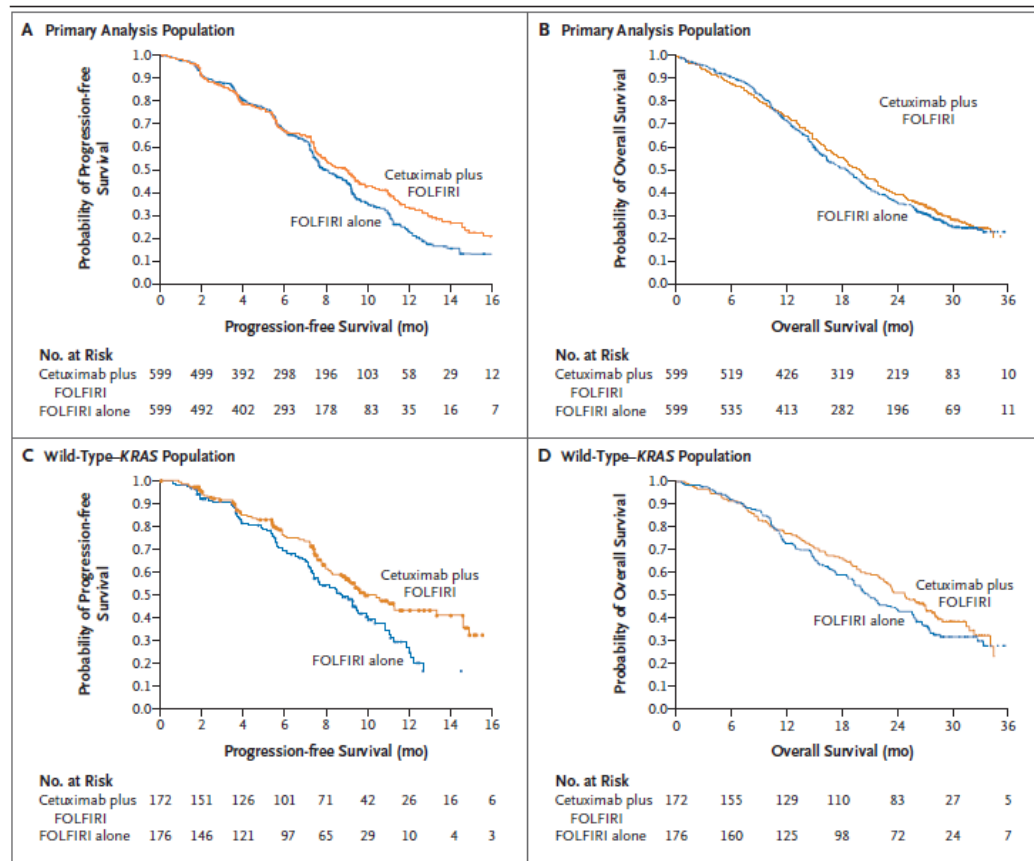 A Primary Analysis Population
Probability of Progression-free
Survival
1.0
0.9
0.8
0.7
0.6
0.5
0.4
0.3
0.2
0.1
0.0
Cetuximab plus
FOLFIRI
FOLFIRI alone
0 2 4 6 8 10 12 14 16
Progression-free Survival (mo)
No. at Risk
Cetuximab plus 599 499 392 298 196 103 58 29 12
FOLFIRI
FOLFIRI alone 599 492 402 293 178 83 35 16 7
B Primary Analysis Population
Probability of Overall Survival
1.0
0.9
0.8
0.7
0.6
0.5
0.4
0.3
0.2
0.1
0.0
Cetuximab plus
FOLFIRI
FOLFIRI alone
0 6 12 18 24 30 36
Overall Survival (mo)
No. at Risk
Cetuximab plus 599 519 426 319 219 83 10
FOLFIRI
FOLFIRI alone 599 535 413 282 196 69 11
C Wild-Type–KRAS Population
Probability of Progression-free
Survival
1.0
0.9
0.8
0.7
0.6
0.5
0.4
0.3
0.2
0.1
0.0
Cetuximab plus
FOLFIRI
FOLFIRI alone
0 2 4 6 8 10 12 14 16
Progression-free Survival (mo)
No. at Risk
Cetuximab plus 172 151 126 101 71 42 26 16 6
FOLFIRI
FOLFIRI alone 176 146 121 97 65 29 10 4 3
D Wild-Type–KRAS Population
Probability of Overall Survival
1.0
0.9
0.8
0.7
0.6
0.5
0.4
0.3
0.2
0.1
0.0
Cetuximab plus
FOLFIRI
FOLFIRI alone
0 6 12 18 24 30 36
Overall Survival (mo)
No. at Risk
Cetuximab plus 172 155 129 110 83 27 5
FOLFIRI
FOLFIRI alone 176 160 125 98 72 24 7